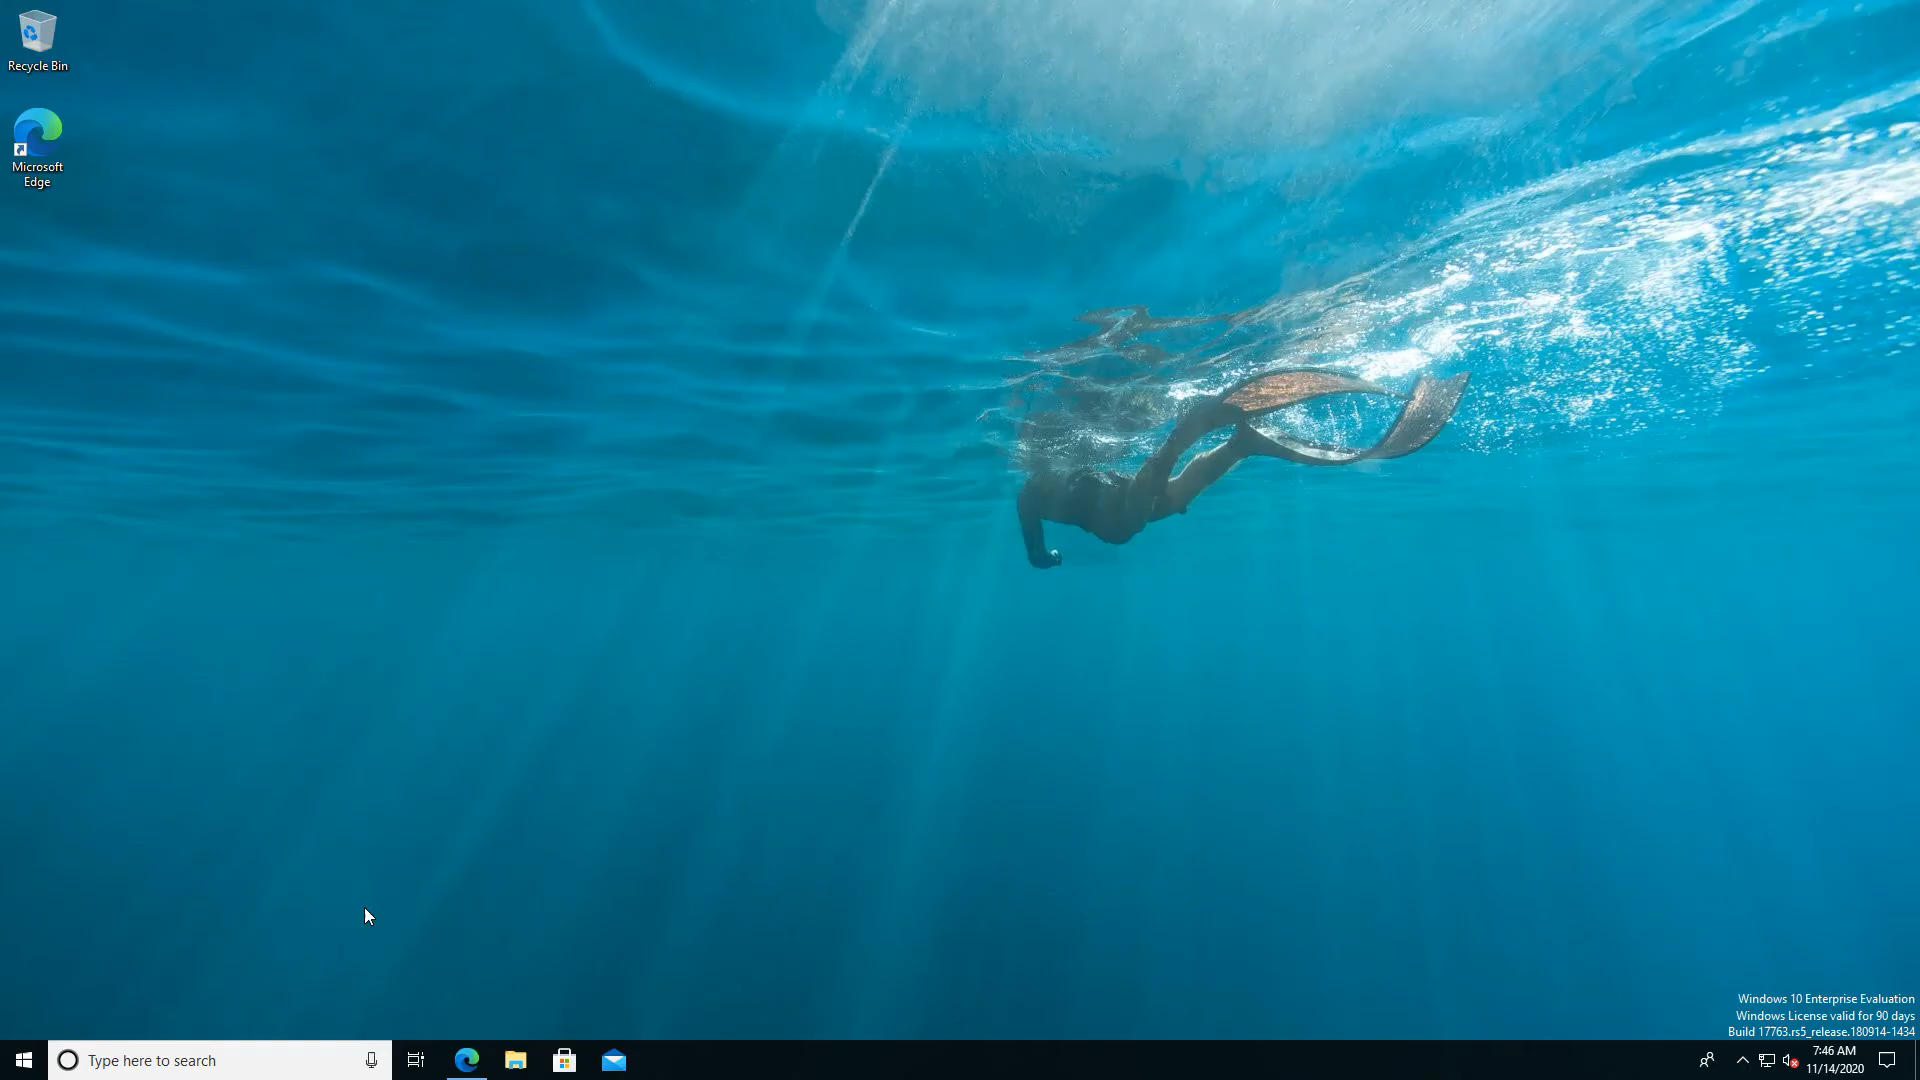 Recycle Bin
Microsoft
Edge
Windows 10 Enterprise Evaluation
Windows License valid for 90 days
Build 17763.rs5_release.180914-1434
Type here to search
7:46 AM
11/14/2020